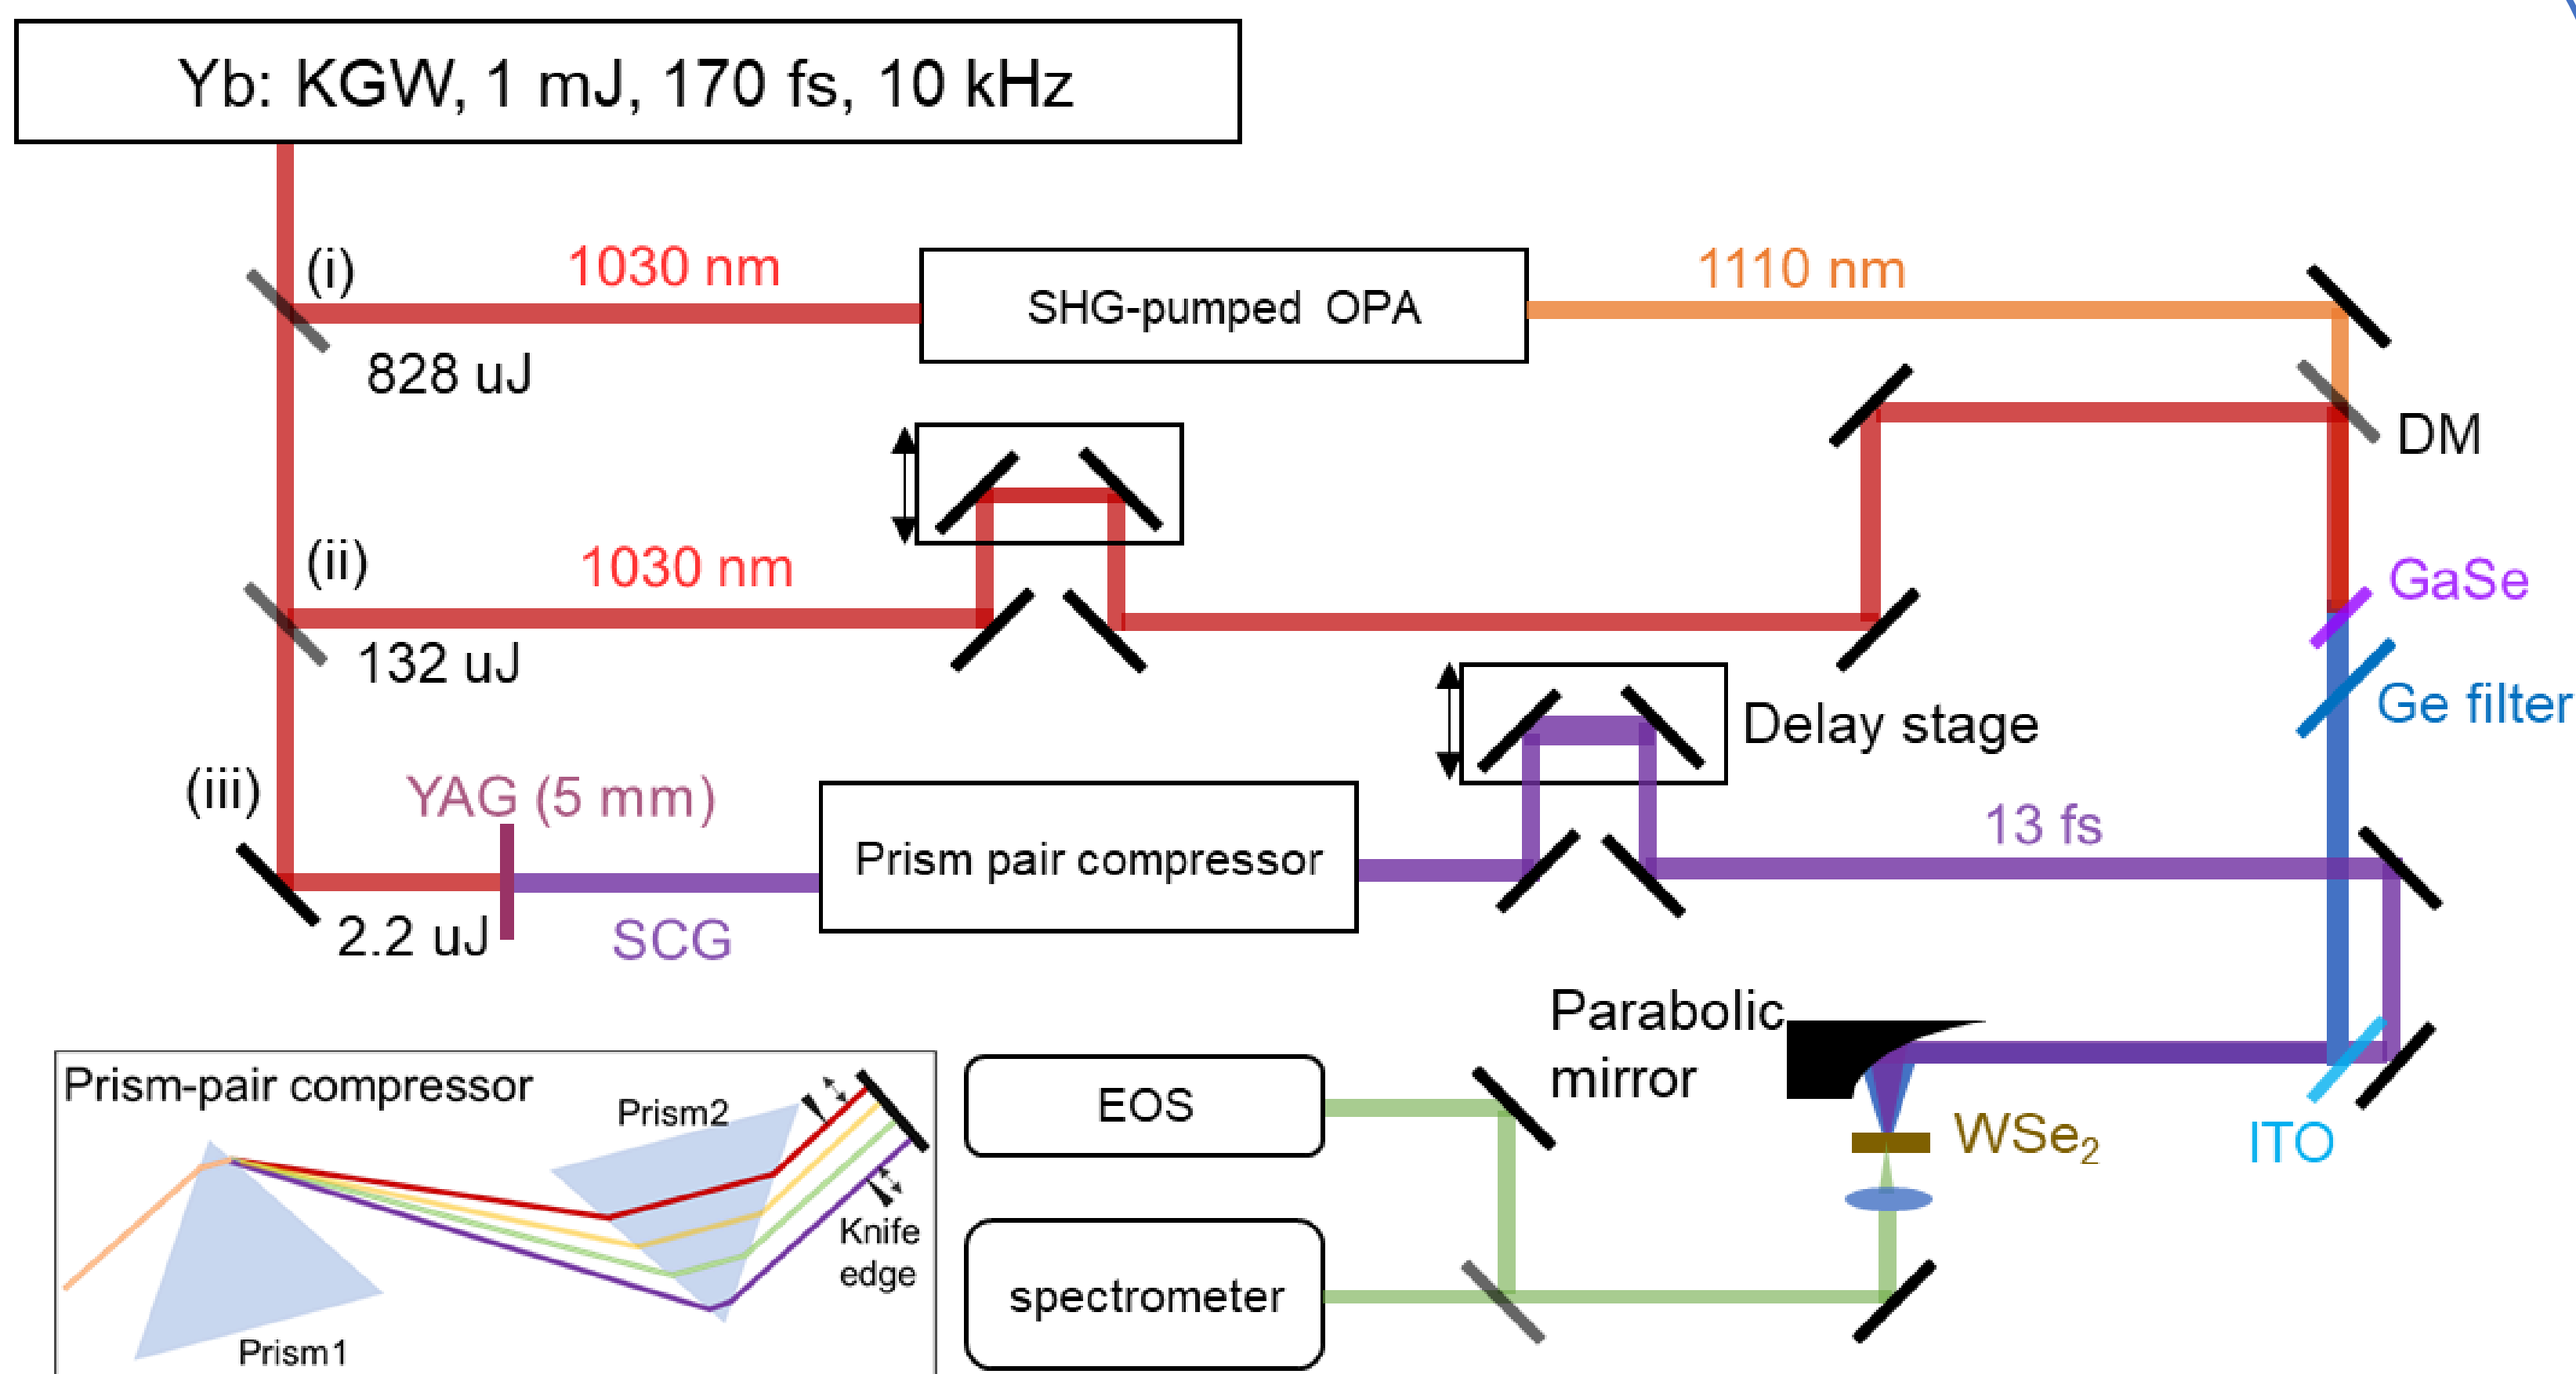 Yb: KGW, 1 mJ, 170 fs, 10 kHz
(i)
1030 nm
SHG-pumped OPA
1110 nm
828 uJ
DM
(ii)
1030 nm
132 uJ
GaSe
Ge filter
Delay stage
(iii)
YAG (5 mm)
2.2 uJ
SCG
Prism pair compressor
13 fs
Parabolic
mirror
WSe₂
ITO
EOS
spectrometer
Prism-pair compressor
Prism2
Knife
edge
Prism1